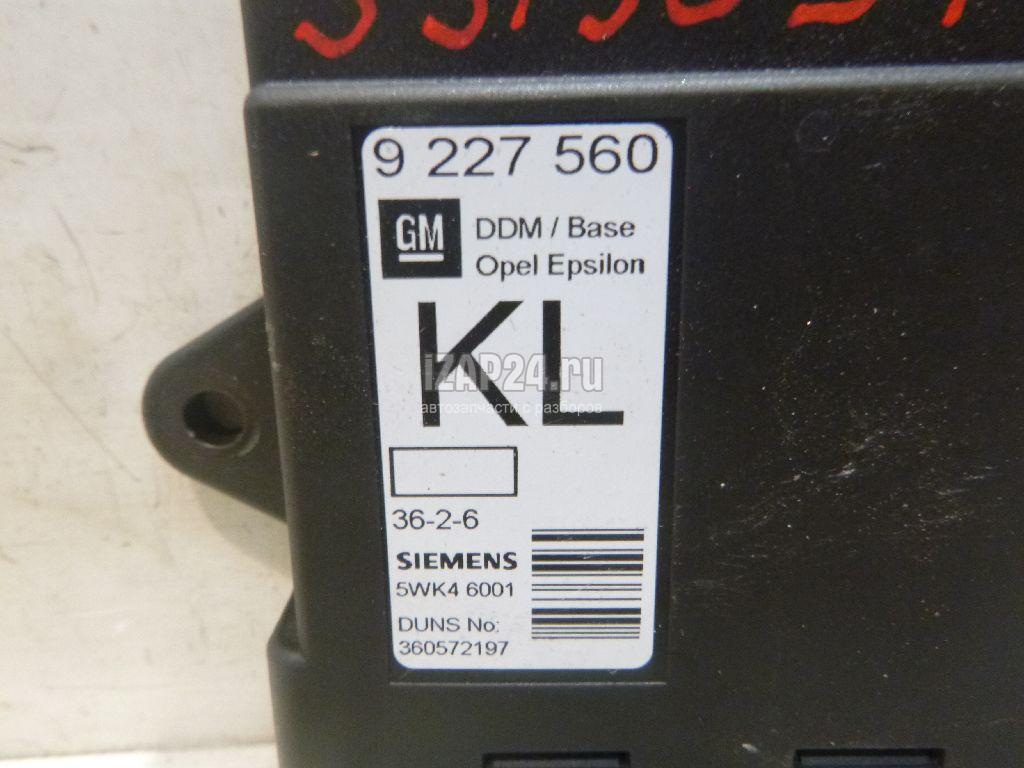 9 227 560
GM
DDM / Base
Opel Epsilon
KL
iZAP24.ru
автозапчасти с разборов
36-2-6
SIEMENS
5WK4 6001
DUNS No:
360572197